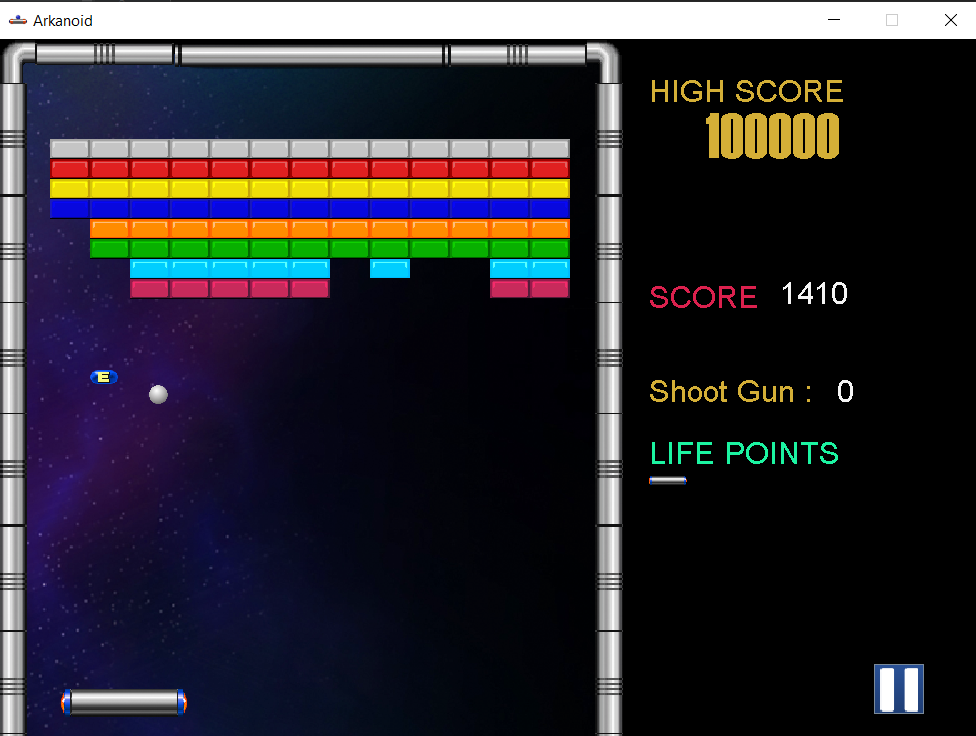 Arkanoid
HIGH SCORE
100000
SCORE 1410
E
Shoot Gun : 0
LIFE POINTS